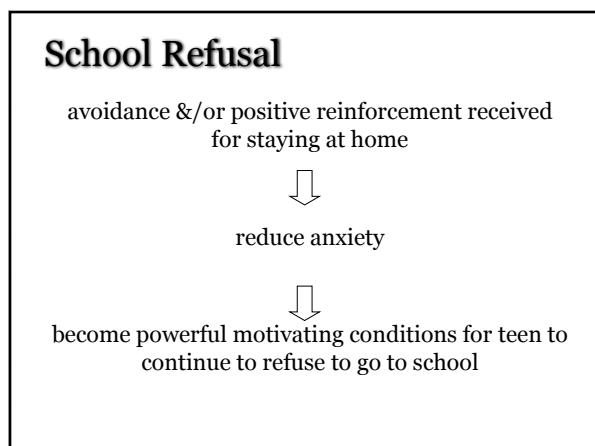 School Refusal
avoidance &/or positive reinforcement received
for staying at home
reduce anxiety
become powerful motivating conditions for teen to
continue to refuse to go to school